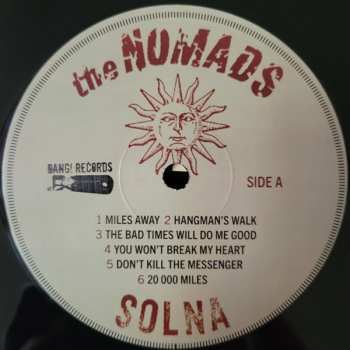 the NOMADS
BANG! RECORDS
SIDE A
1 MILES AWAY 2 HANGMAN'S WALK
3 THE BAD TIMES WILL DO ME GOOD
4 YOU WON'T BREAK MY HEART
5 DON'T KILL THE MESSENGER
6 20 000 MILES
SOLNA